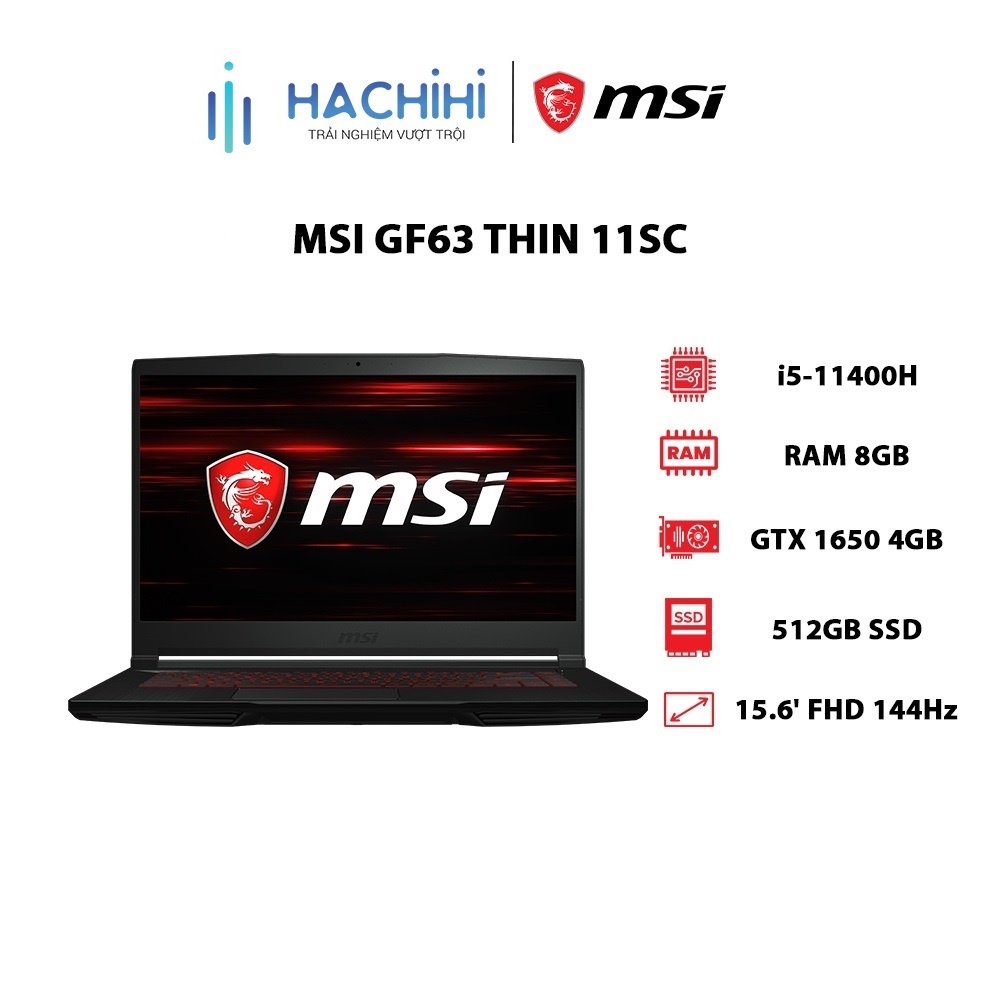 HACHIHI
TRẢI NGHIỆM VƯỢT TRỘI
msi
MSI GF63 THIN 11SC
msi
msi
i5-11400H
RAM
RAM 8GB
GTX 1650 4GB
SSD
512GB SSD
15.6' FHD 144Hz